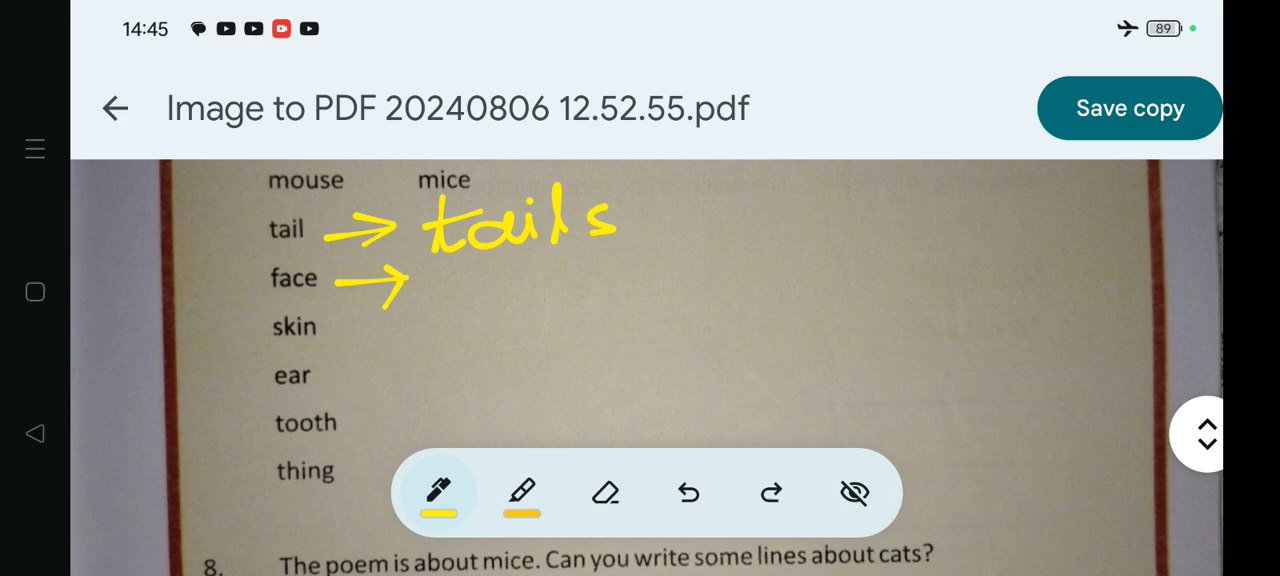 14:45 89
Image to PDF 20240806 12.52.55.pdf Save copy
mouse mice
tail → tails
face →
skin
ear
tooth
thing
8. The poem is about mice. Can you write some lines about cats?